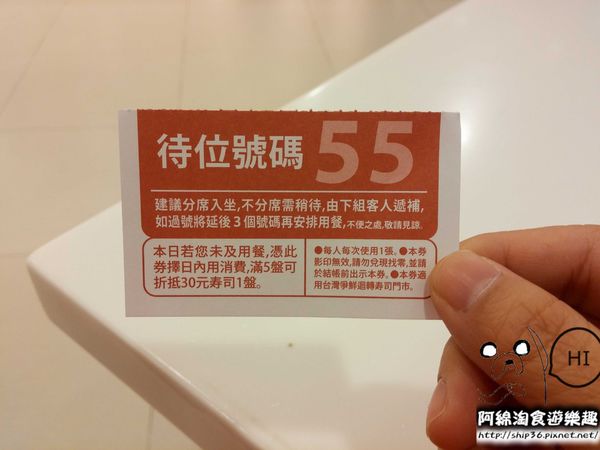 待位號碼 55
建議分席入坐,不分席需稍待,由下組客人遞補,
如過號將延後3個號碼再安排用餐,不便之處,敬請見諒。
本日若您未及用餐,憑此
券擇日內用消費,滿5盤可
折抵30元寿司1盤。
●每人每次使用1張。●本券
影印無效,請勿兌現找零,並請
於結帳前出示本券。●本券適
用台灣爭鮮迴轉寿司門市。
HI
阿綿淘食遊樂趣
http://ship36.pixnet.net/